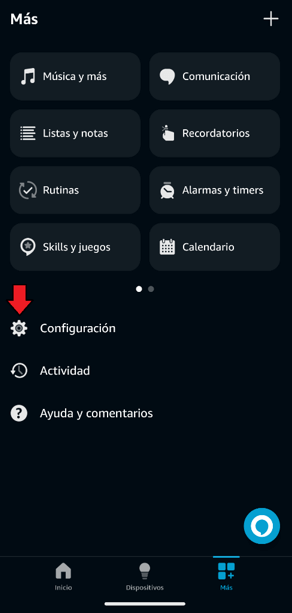 Más
Música y más
Comunicación
Listas y notas
Recordatorios
Rutinas
Alarmas y timers
Skills y juegos
Calendario
Configuración
Actividad
Ayuda y comentarios
Inicio
Dispositivos
Más